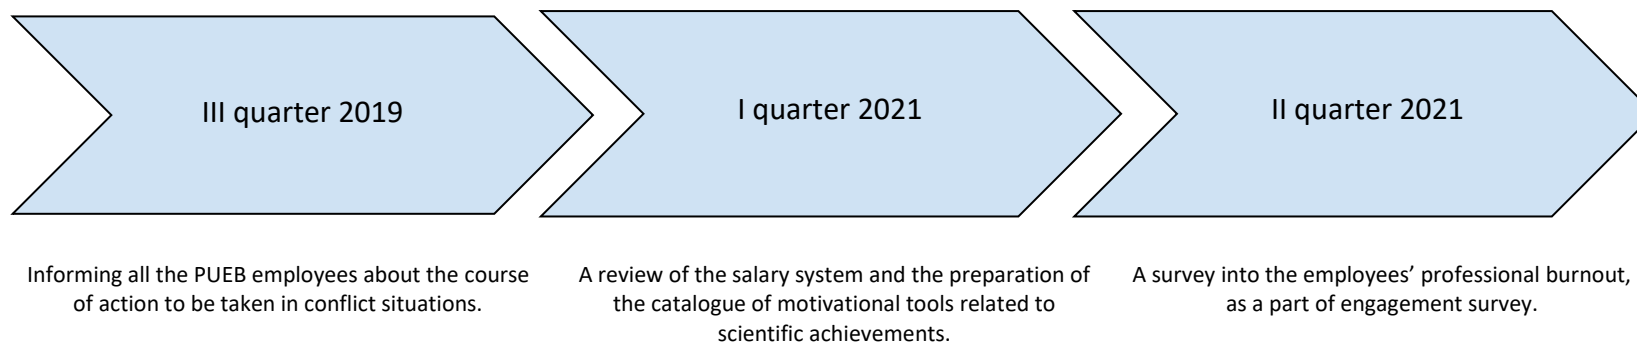 III quarter 2019
I quarter 2021
II quarter 2021
Informing all the PUEB employees about the course
of action to be taken in conflict situations.
A review of the salary system and the preparation of
the catalogue of motivational tools related to
scientific achievements.
A survey into the employees’ professional burnout,
as a part of engagement survey.